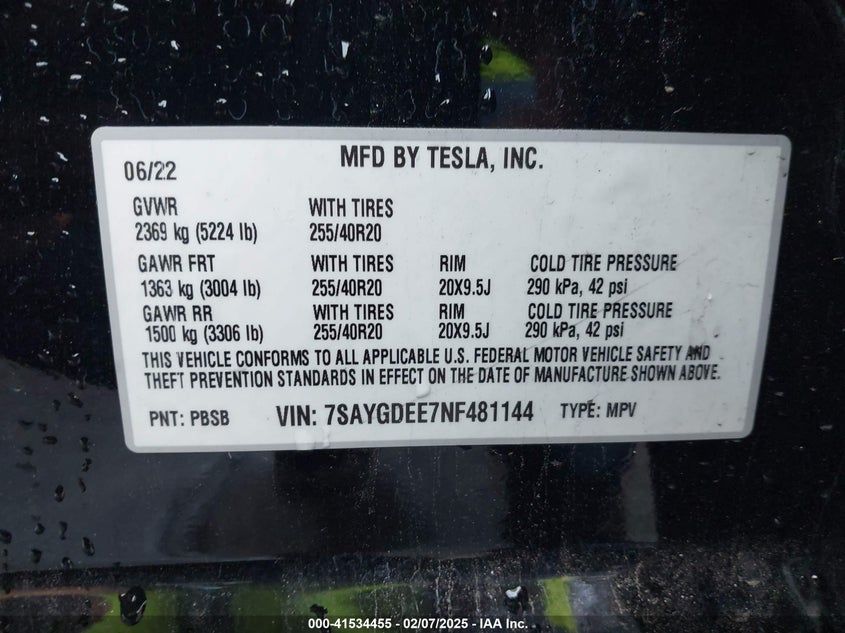 06/22 MFD BY TESLA, INC.
GVWR WITH TIRES
2369 kg (5224 lb) 255/40R20
GAWR FRT WITH TIRES RIM COLD TIRE PRESSURE
1363 kg (3004 lb) 255/40R20 20X9.5J 290 kPa, 42 psi
GAWR RR WITH TIRES RIM COLD TIRE PRESSURE
1500 kg (3306 lb) 255/40R20 20X9.5J 290 kPa, 42 psi
THIS VEHICLE CONFORMS TO ALL APPLICABLE U.S. FEDERAL MOTOR VEHICLE SAFETY AND
THEFT PREVENTION STANDARDS IN EFFECT ON THE DATE OF MANUFACTURE SHOWN ABOVE.
PNT: PBSB VIN: 7SAYGDEE7NF481144 TYPE: MPV
000-41534455 - 02/07/2025 - IAA Inc.